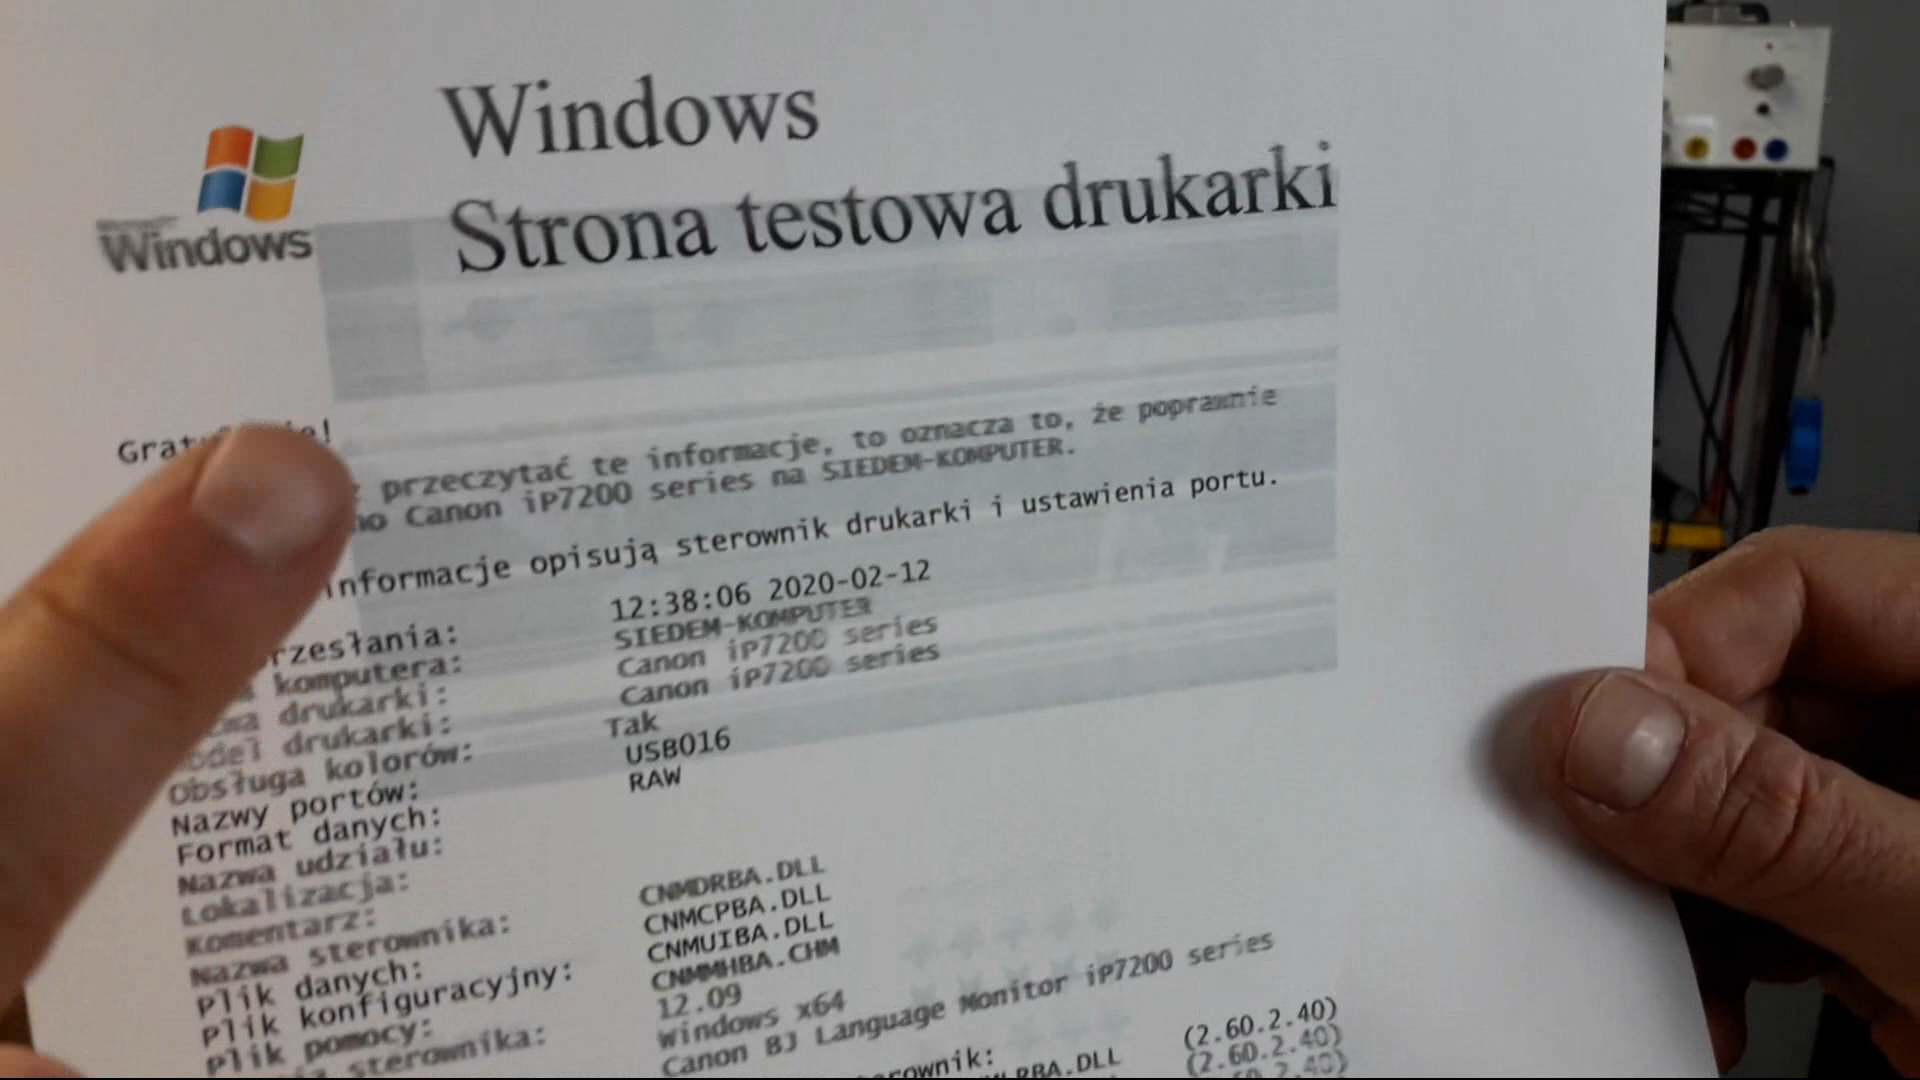 Windows
Strona testowa drukarki
Windows
przeczytać te informacje, to oznacza to, że poprawnie
Canon iP7200 series na SIEDEM-KOMPUTER.
informacje opisują sterownik drukarki i ustawienia portu.
12:38:06 2020-02-12
komputera: SIEDEM-KOMPUTER
drukarki: Canon iP7200 series
drukarki: Canon iP7200 series
Obsługa kolorów: Tak
Nazwy portów: USB016
Format danych: RAW
Nazwa udziału:
Lokalizacja:
Komentarz:
Nazwa sterownika: CNMDRBA.DLL
Plik danych: CNMCPBA.DLL
Plik konfiguracyjny: CNMUIBA.DLL
Plik pomocy: CNMMHBA.CHM
sterownika: 12.09
Windows x64
Canon BJ Language Monitor iP7200 series
(2.60.2.40)
(2.60.2.40)